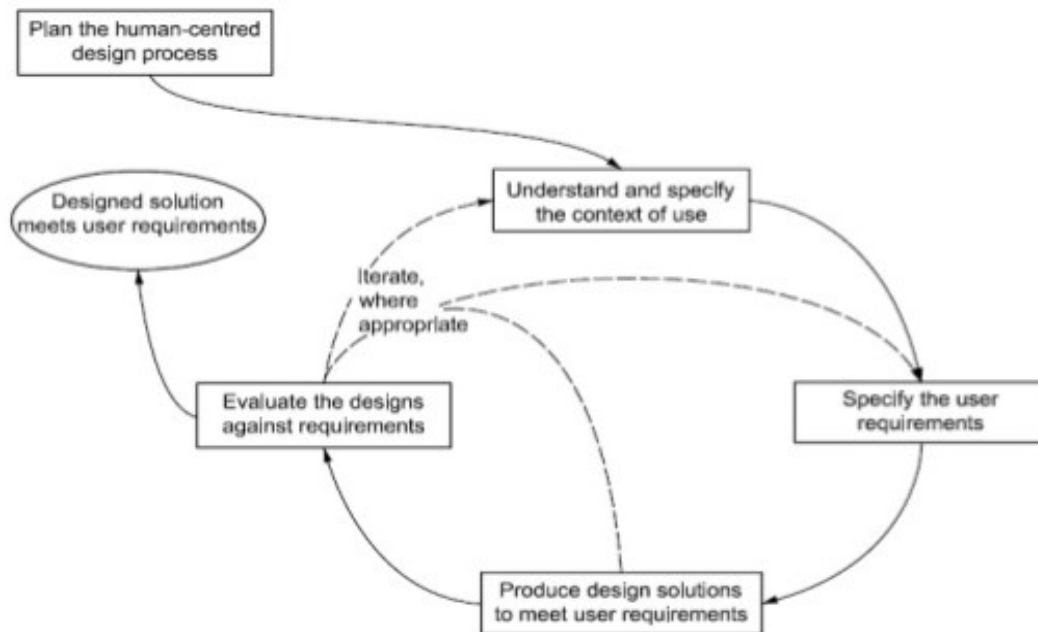 Plan the human-centred
design process
Understand and specify
the context of use
Designed solution
meets user requirements
Iterate,
where
appropriate
Evaluate the designs
against requirements
Specify the user
requirements
Produce design solutions
to meet user requirements